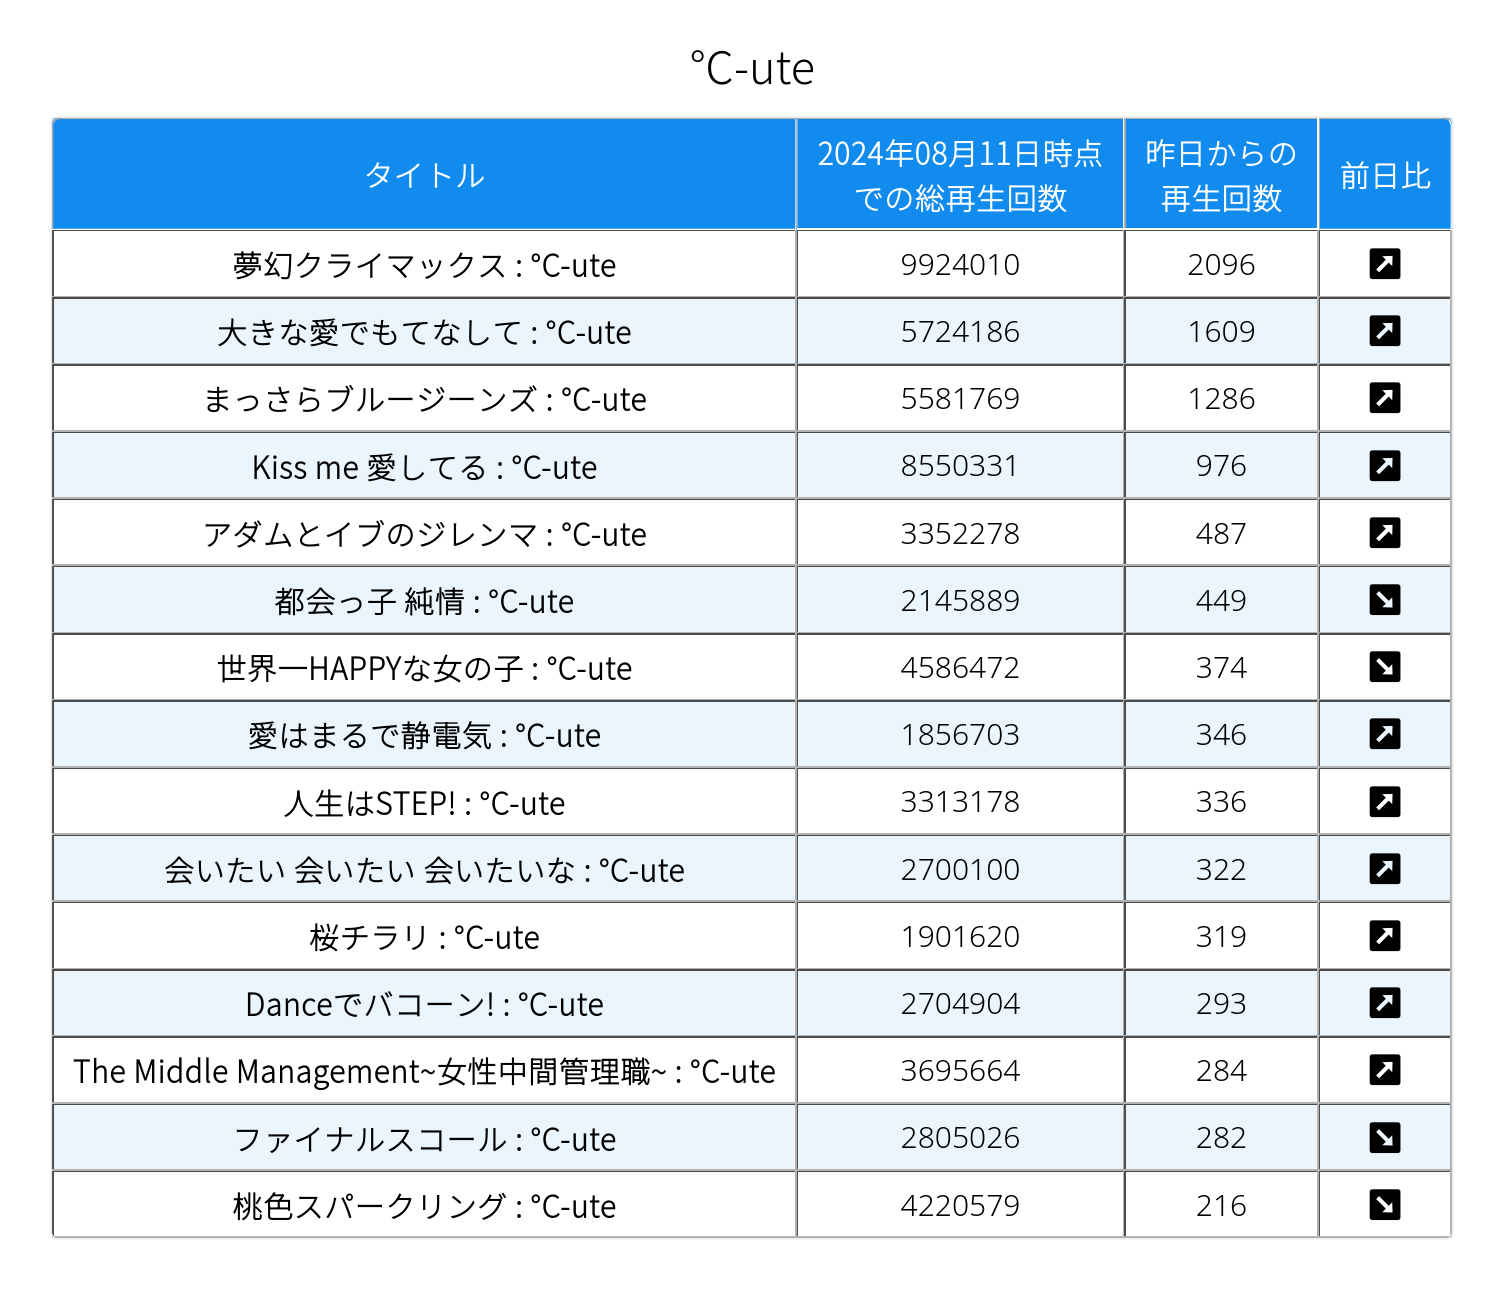 ℃-ute
タイトル 2024年08月11日時点 昨日からの 前日比
での総再生回数 再生回数
夢幻クライマックス : ℃-ute 9924010 2096
大きな愛でもてなして : ℃-ute 5724186 1609
まっさらブルージーンズ : ℃-ute 5581769 1286
Kiss me 愛してる : ℃-ute 8550331 976
アダムとイブのジレンマ : ℃-ute 3352278 487
都会っ子 純情 : ℃-ute 2145889 449
世界一HAPPYな女の子 : ℃-ute 4586472 374
愛はまるで静電気 : ℃-ute 1856703 346
人生はSTEP! : ℃-ute 3313178 336
会いたい 会いたい 会いたいな : ℃-ute 2700100 322
桜チラリ : ℃-ute 1901620 319
Danceでバコーン! : ℃-ute 2704904 293
The Middle Management~女性中間管理職~ : ℃-ute 3695664 284
ファイナルスコール : ℃-ute 2805026 282
桃色スパークリング : ℃-ute 4220579 216